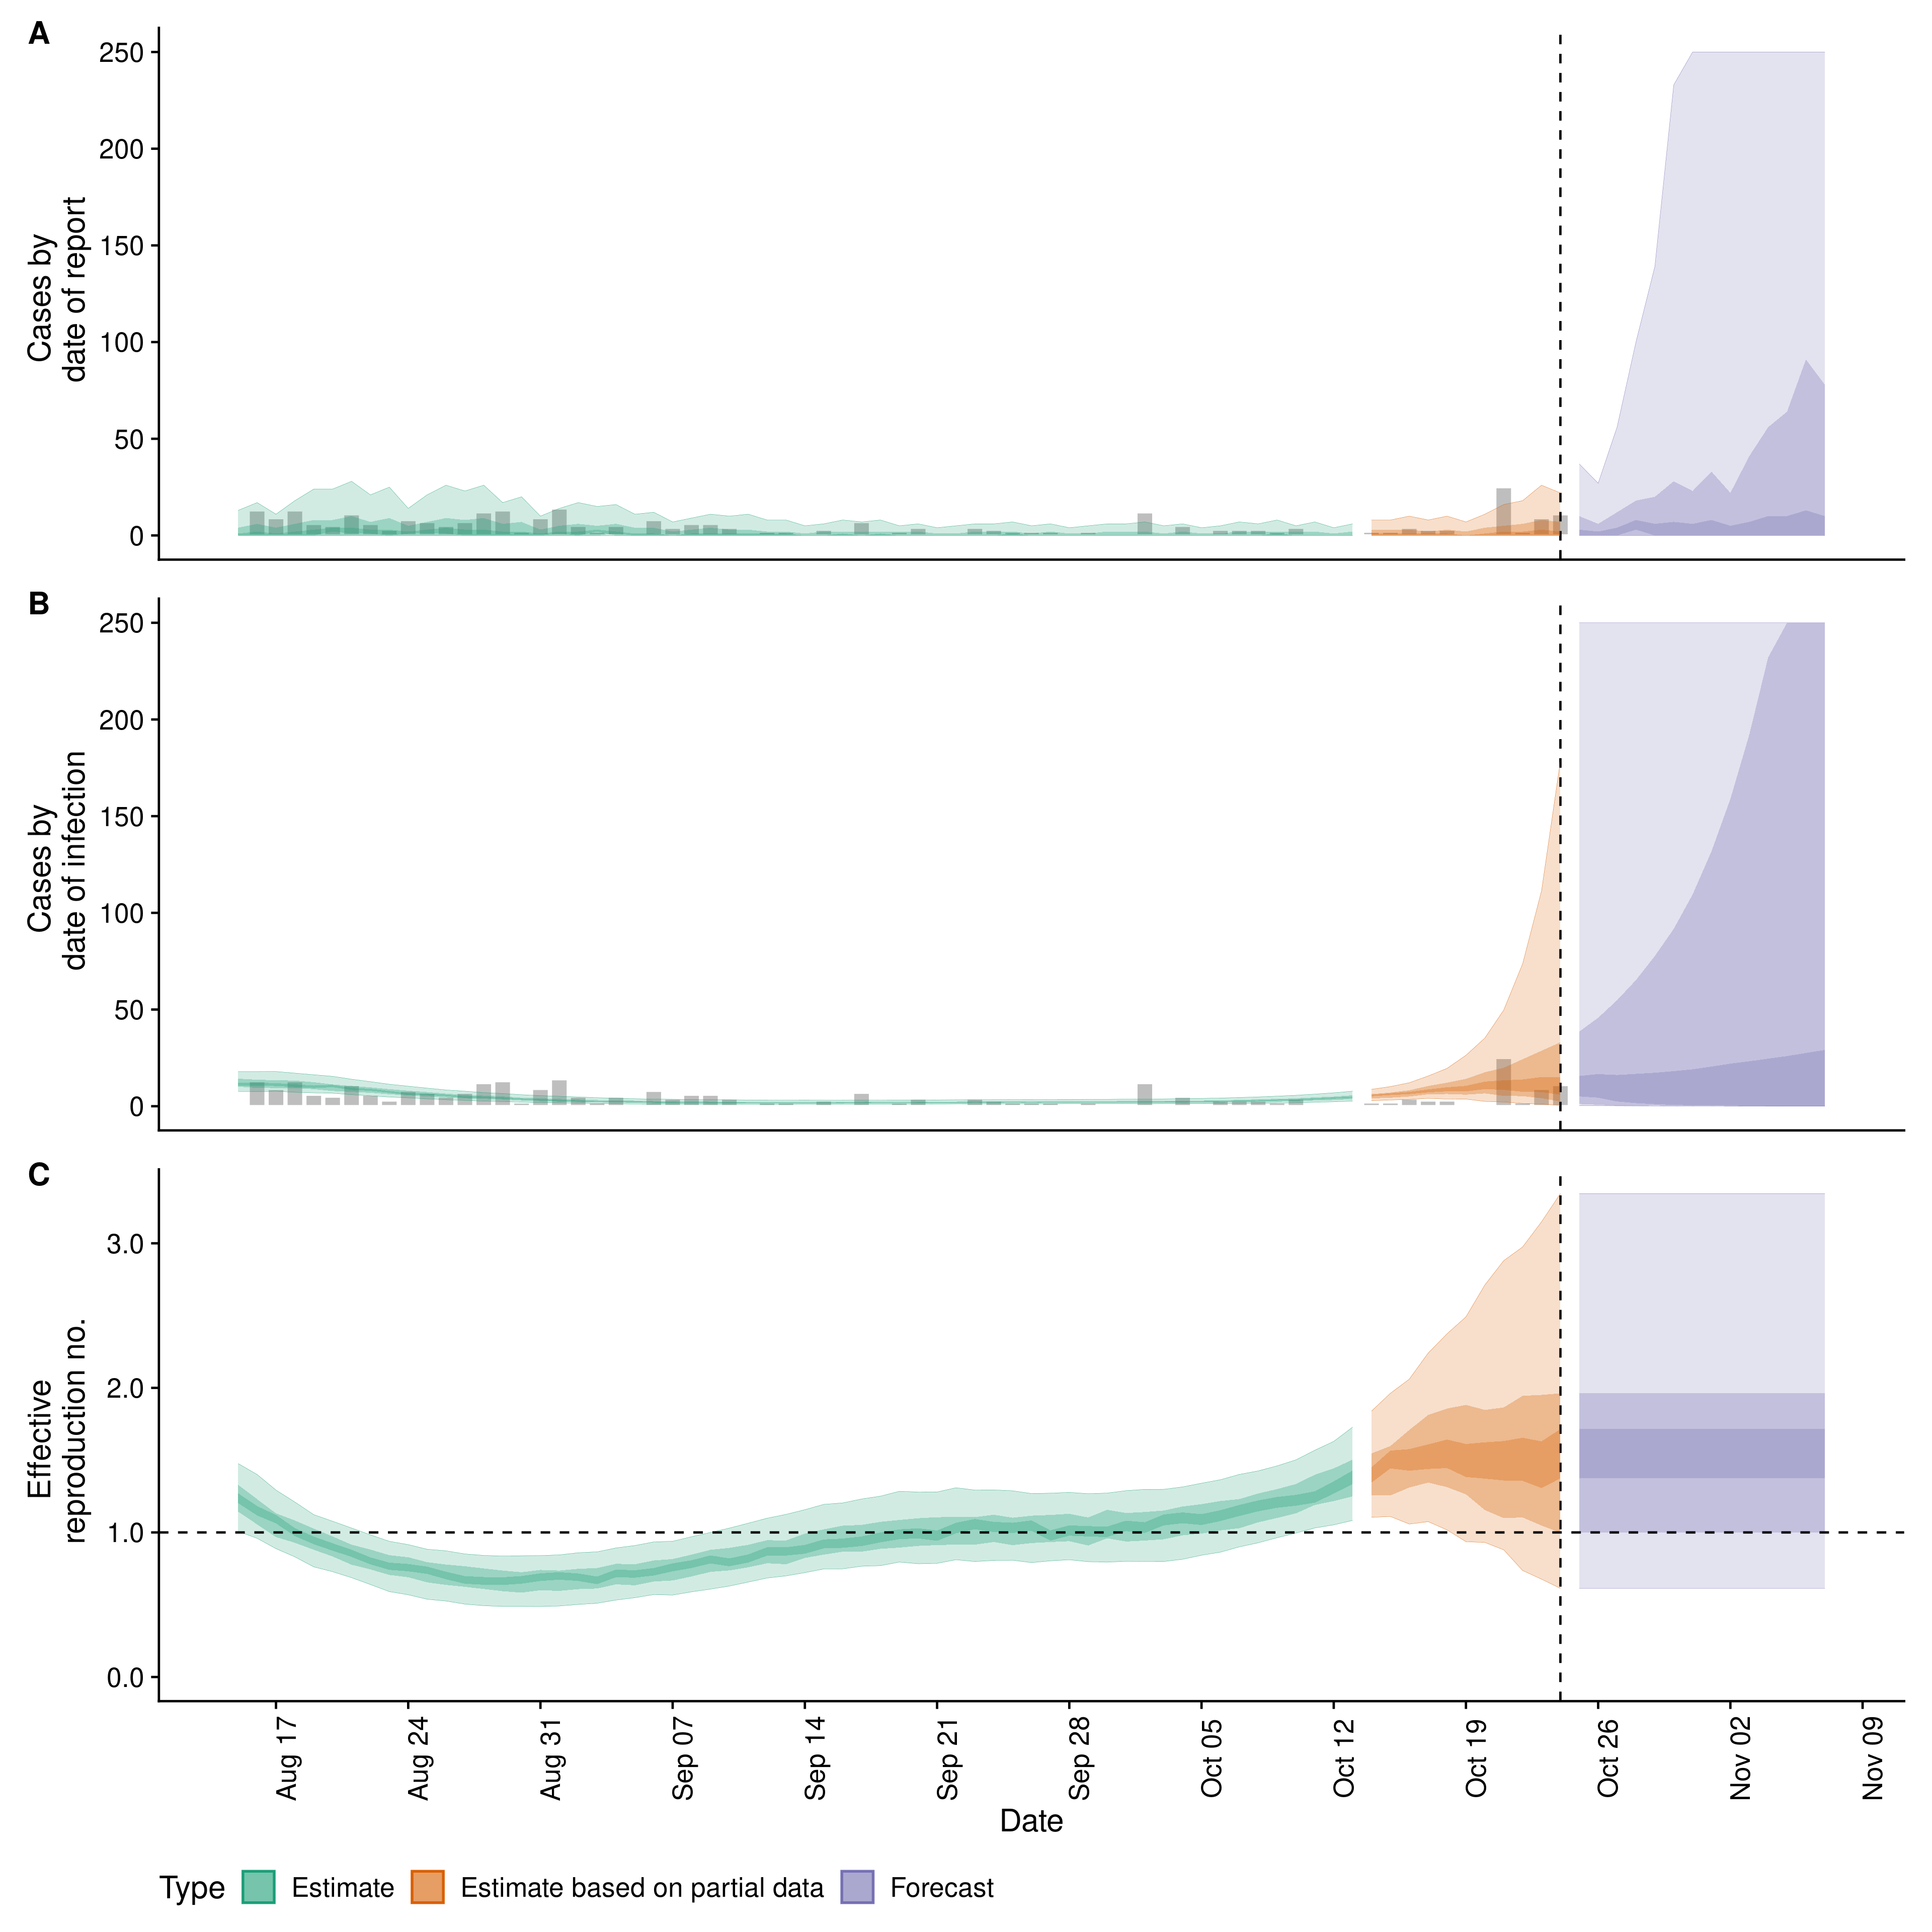 A
250
200
150
100
50
0
Cases by
date of report
B
250
200
150
100
50
0
Cases by
date of infection
C
3.0
2.0
1.0
0.0
Effective
reproduction no.
Aug 17
Aug 24
Aug 31
Sep 07
Sep 14
Sep 21
Sep 28
Oct 05
Oct 12
Oct 19
Oct 26
Nov 02
Nov 09
Date
Type Estimate Estimate based on partial data Forecast